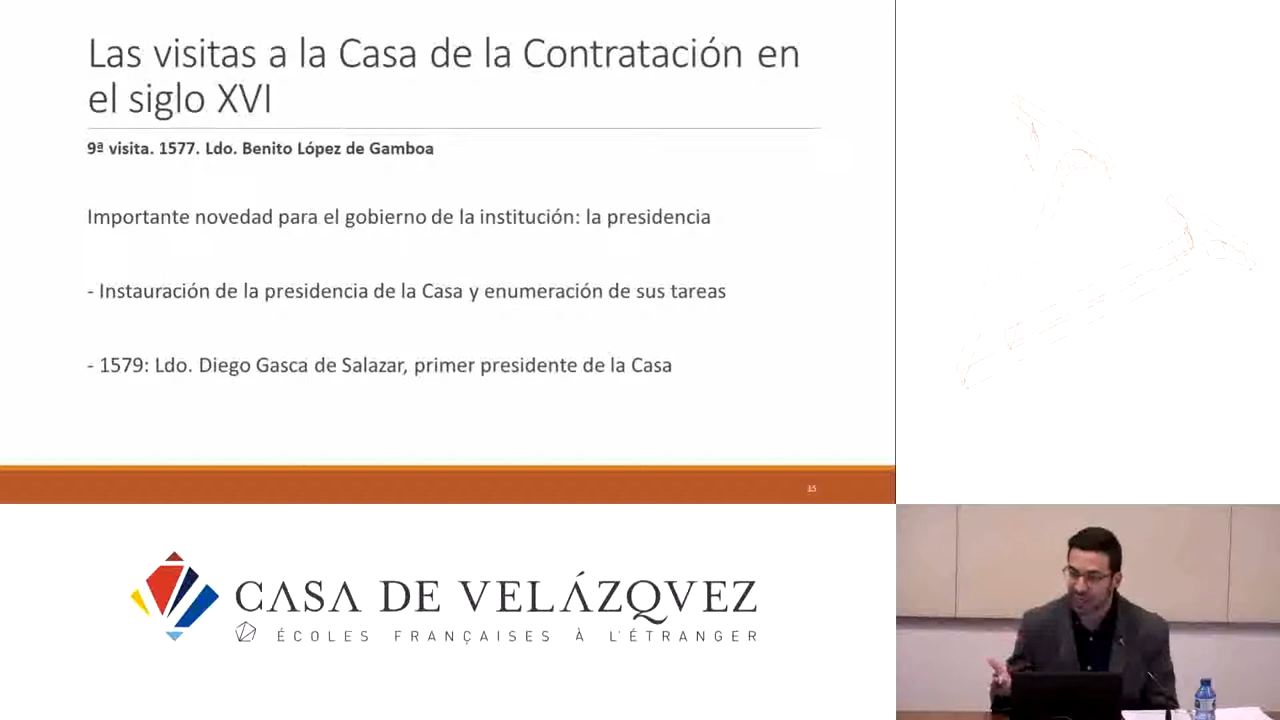 Las visitas a la Casa de la Contratación en
el siglo XVI
9ª visita. 1577. Ldo. Benito López de Gamboa
Importante novedad para el gobierno de la institución: la presidencia
- Instauración de la presidencia de la Casa y enumeración de sus tareas
- 1579: Ldo. Diego Gasca de Salazar, primer presidente de la Casa
15
CASA DE VELÁZQVEZ
ÉCOLES FRANÇAISES À L'ÉTRANGER